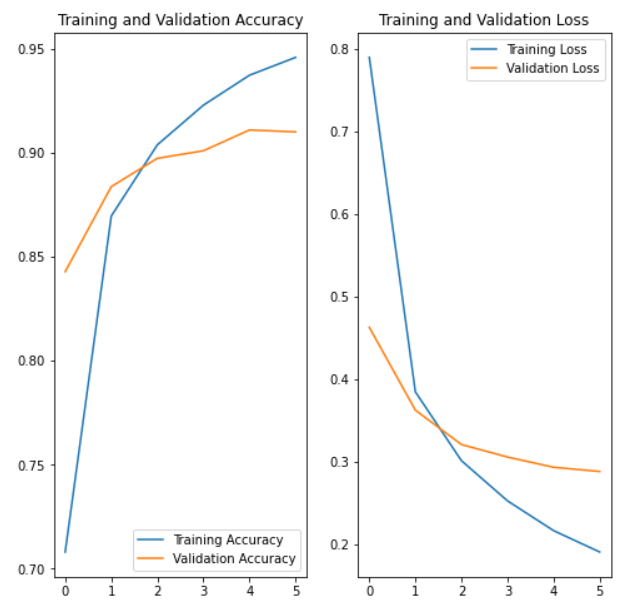 Training and Validation Accuracy
0.95
0.90
0.85
0.80
0.75
0.70
0 1 2 3 4 5
Training Accuracy
Validation Accuracy
Training and Validation Loss
0.8
0.7
0.6
0.5
0.4
0.3
0.2
0 1 2 3 4 5
Training Loss
Validation Loss